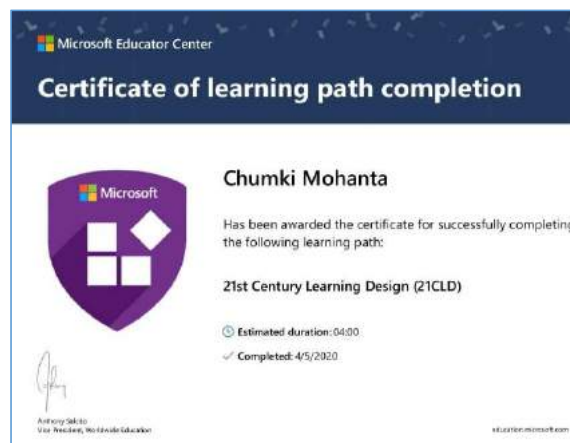 Microsoft Educator Center
Certificate of learning path completion
Microsoft
Chumki Mohanta
Has been awarded the certificate for successfully completing
the following learning path:
21st Century Learning Design (21CLD)
Estimated duration: 04:00
Completed: 4/5/2020
Anthony Salcito
Vice President, Worldwide Education
education.microsoft.com